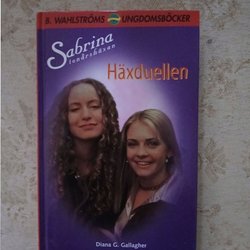 B. WAHLSTRÖMS UNGDOMSBÖCKER
Sabrina
tonårshäxan
Häxduellen
Diana G. Gallagher